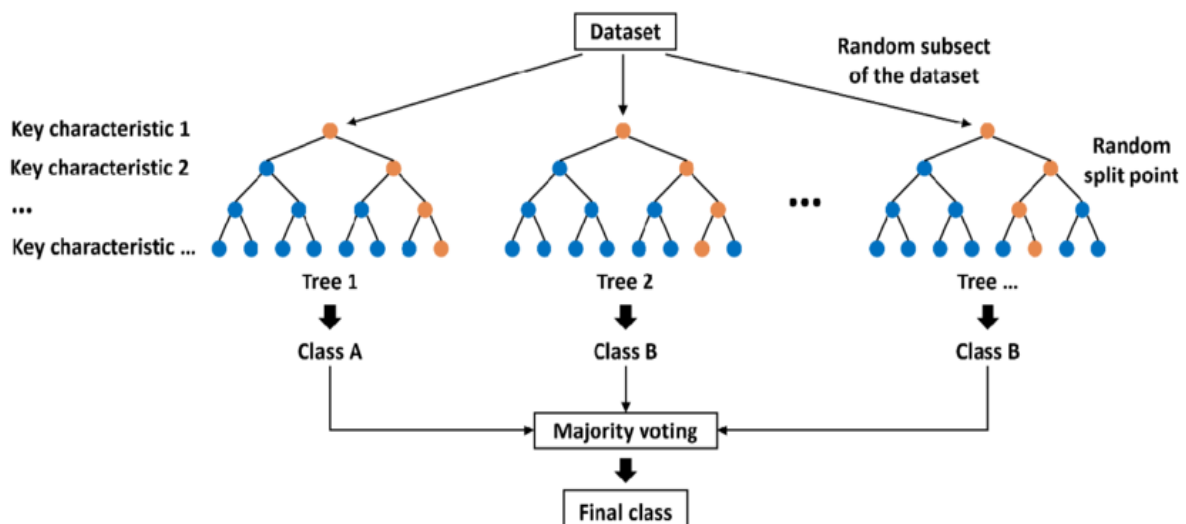 Dataset
Random subsect
of the dataset
Key characteristic 1
Key characteristic 2
Random
split point
...
...
Key characteristic ...
Tree 1
Tree 2
Tree ...
Class A
Class B
Class B
Majority voting
Final class